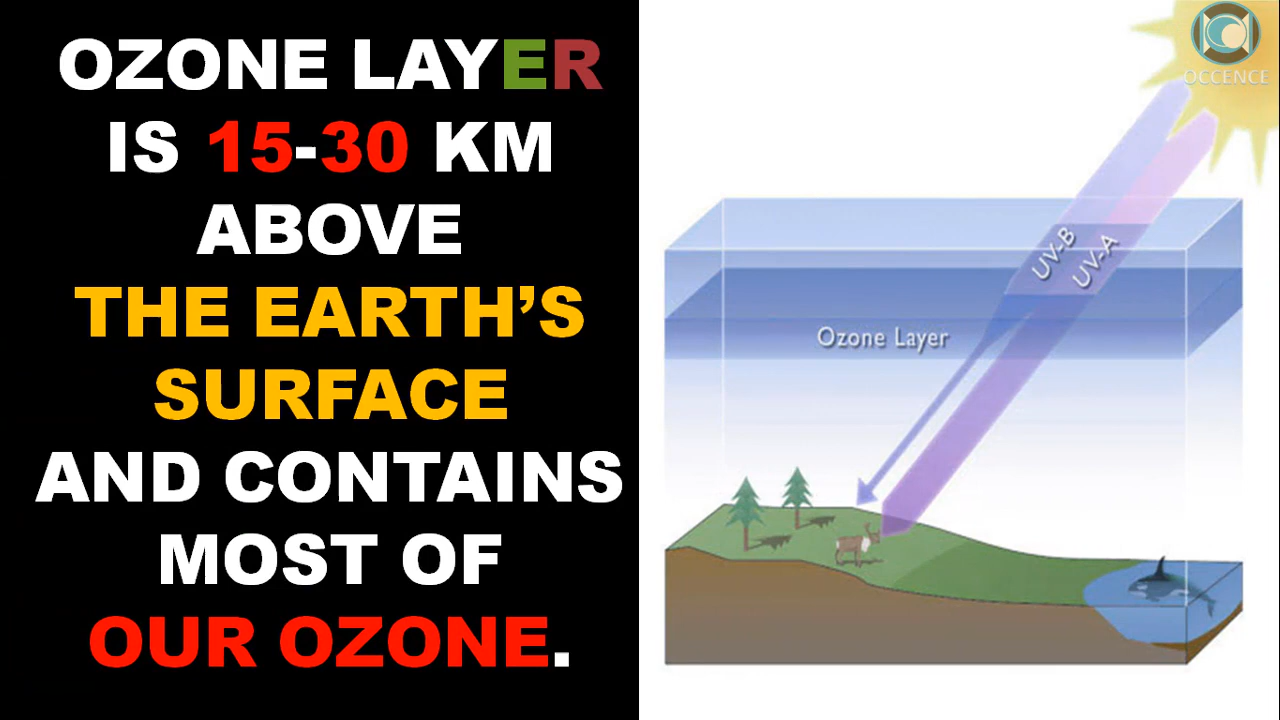 OZONE LAYER
IS 15-30 KM
ABOVE
THE EARTH’S
SURFACE
AND CONTAINS
MOST OF
OUR OZONE.
OCCENCE
UV-B
UV-A
Ozone Layer